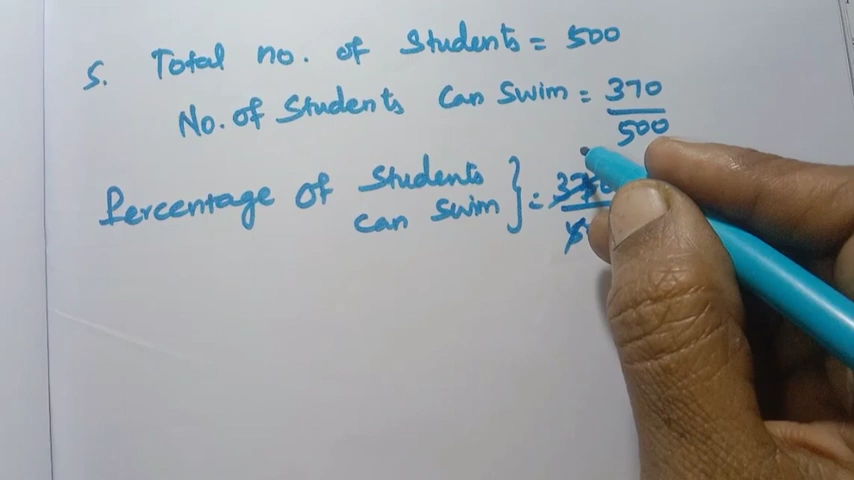 5. Total no. of Students = 500
No. of Students Can Swim = 370
500
Percentage of Students
Can Swim } =